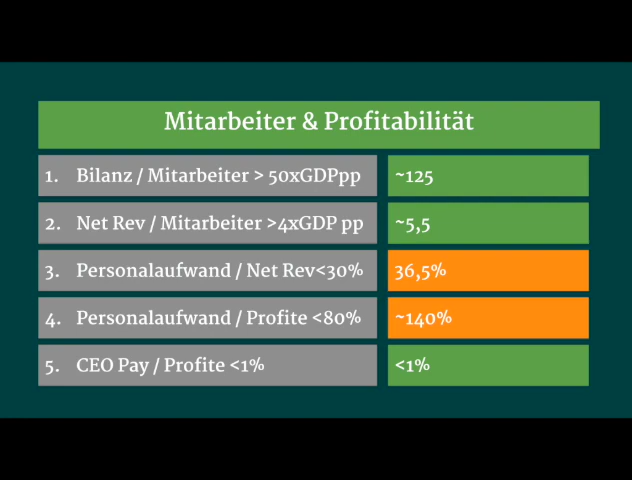 Mitarbeiter & Profitabilität
1. Bilanz / Mitarbeiter > 50xGDPpp ~125
2. Net Rev / Mitarbeiter >4xGDP pp ~5,5
3. Personalaufwand / Net Rev<30% 36,5%
4. Personalaufwand / Profite <80% ~140%
5. CEO Pay / Profite <1% <1%